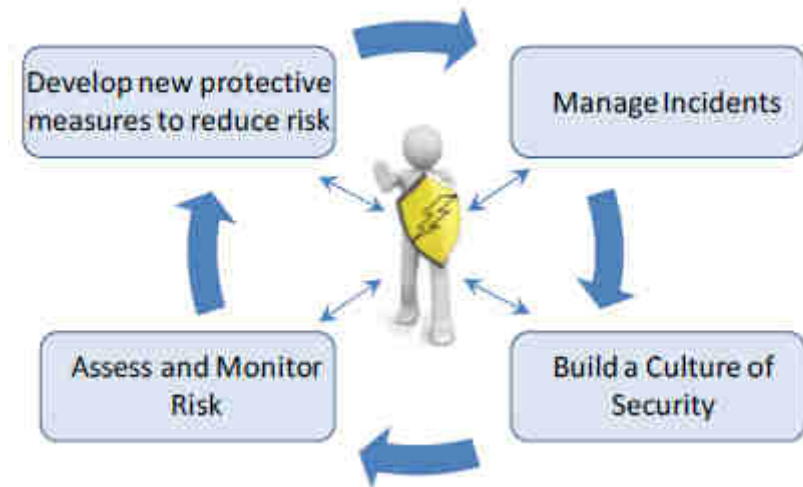 Develop new protective
measures to reduce risk
Manage Incidents
Assess and Monitor
Risk
Build a Culture of
Security